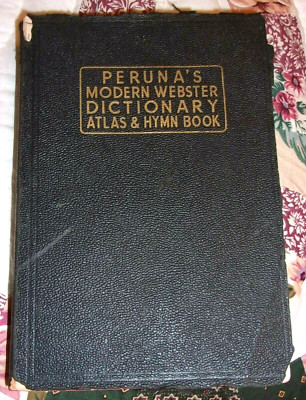 PERUNA'S
MODERN WEBSTER
DICTIONARY
ATLAS & HYMN BOOK